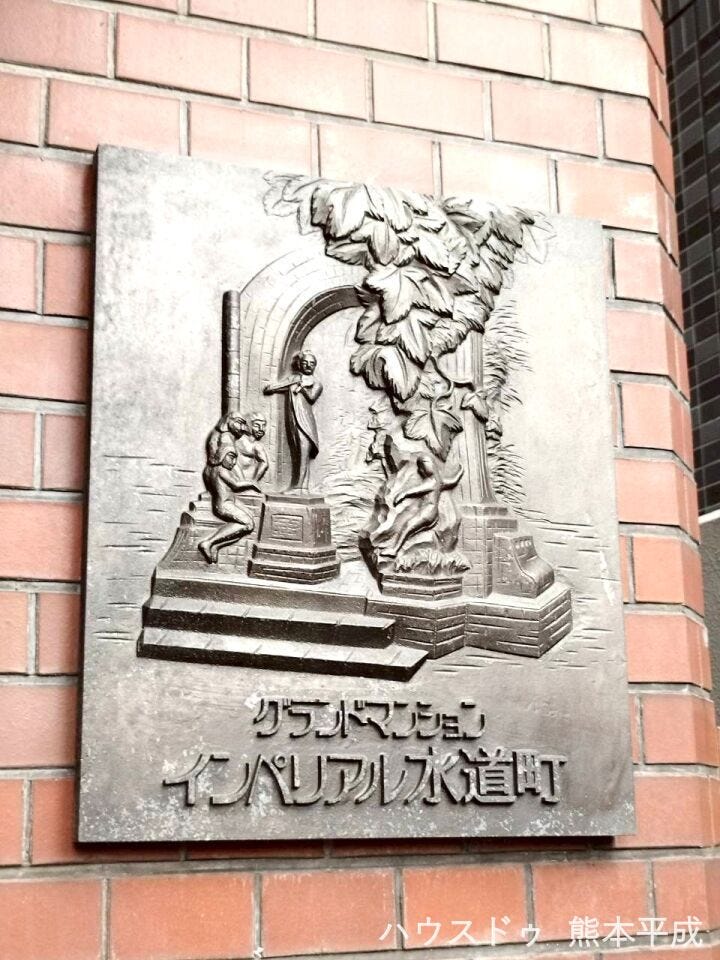 グランドマンション
インペリアル水道町
ハウスドゥ 熊本平成